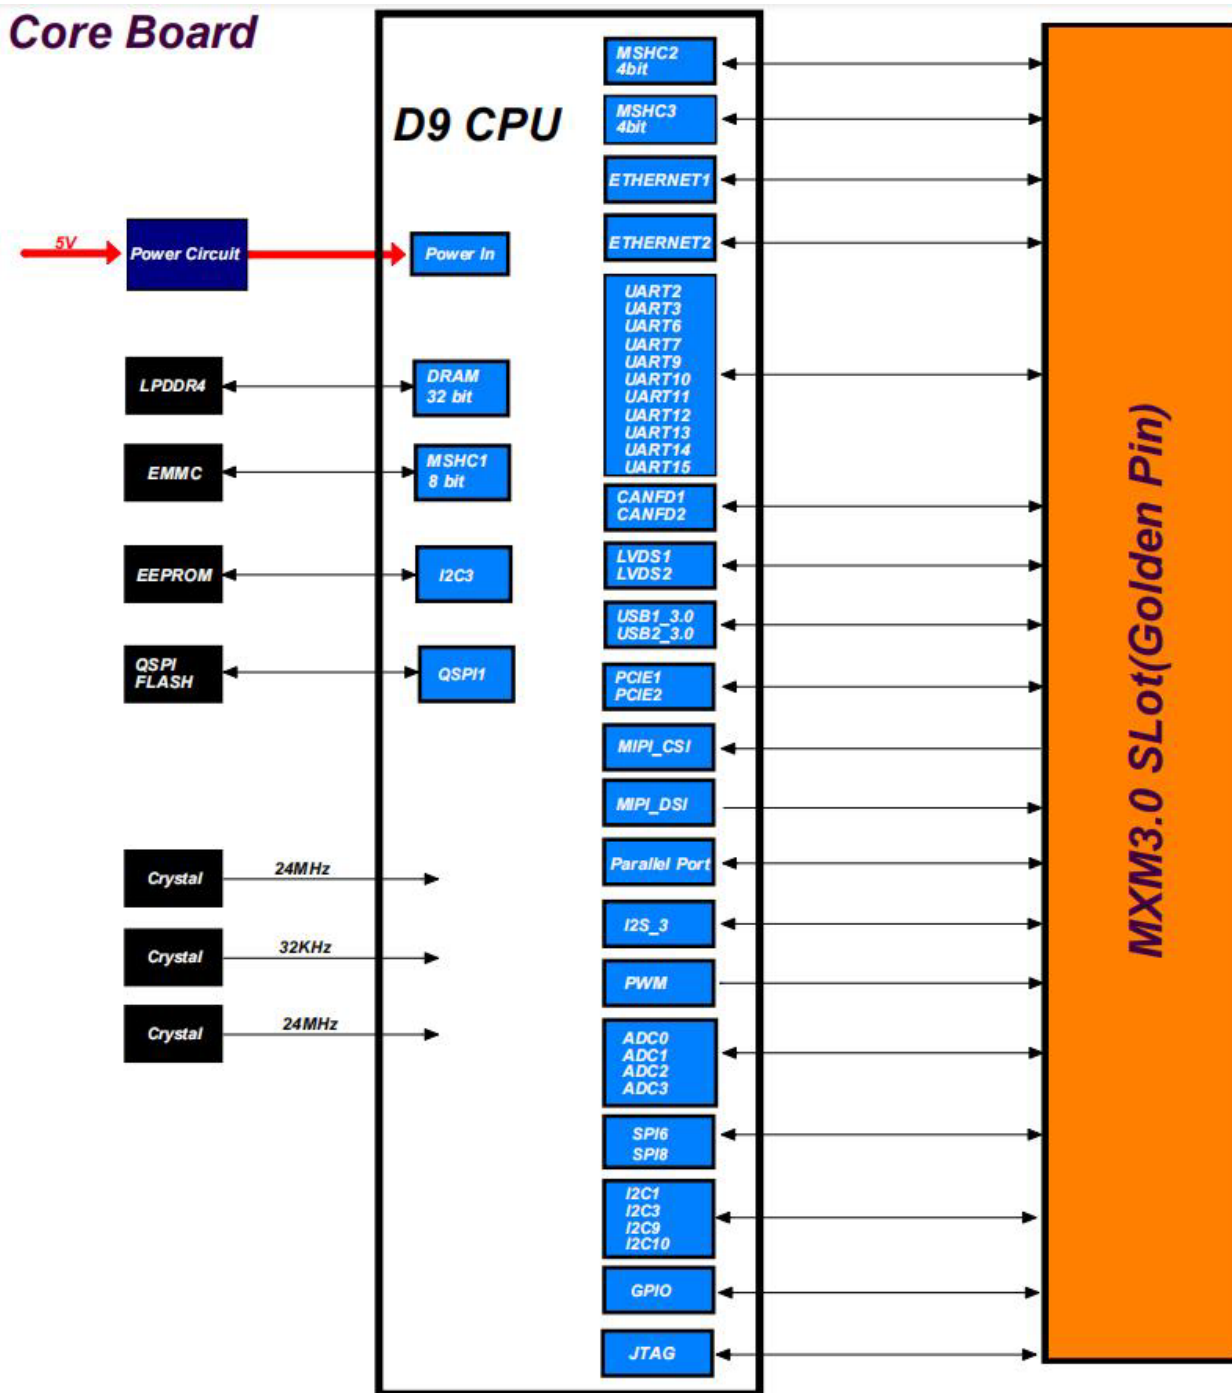 Core Board
D9 CPU
5V
Power Circuit
Power In
LPDDR4
DRAM
32 bit
EMMC
MSHC1
8 bit
EEPROM
I2C3
QSPI
FLASH
QSPI1
Crystal
24MHz
Crystal
32KHz
Crystal
24MHz
MSHC2
4bit
MSHC3
4bit
ETHERNET1
ETHERNET2
UART2
UART3
UART6
UART7
UART9
UART10
UART11
UART12
UART13
UART14
UART15
CANFD1
CANFD2
LVDS1
LVDS2
USB1_3.0
USB2_3.0
PCIE1
PCIE2
MIPI_CSI
MIPI_DSI
Parallel Port
I2S_3
PWM
ADC0
ADC1
ADC2
ADC3
SPI6
SPI8
I2C1
I2C3
I2C9
I2C10
GPIO
JTAG
MXM3.0 SLot(Golden Pin)